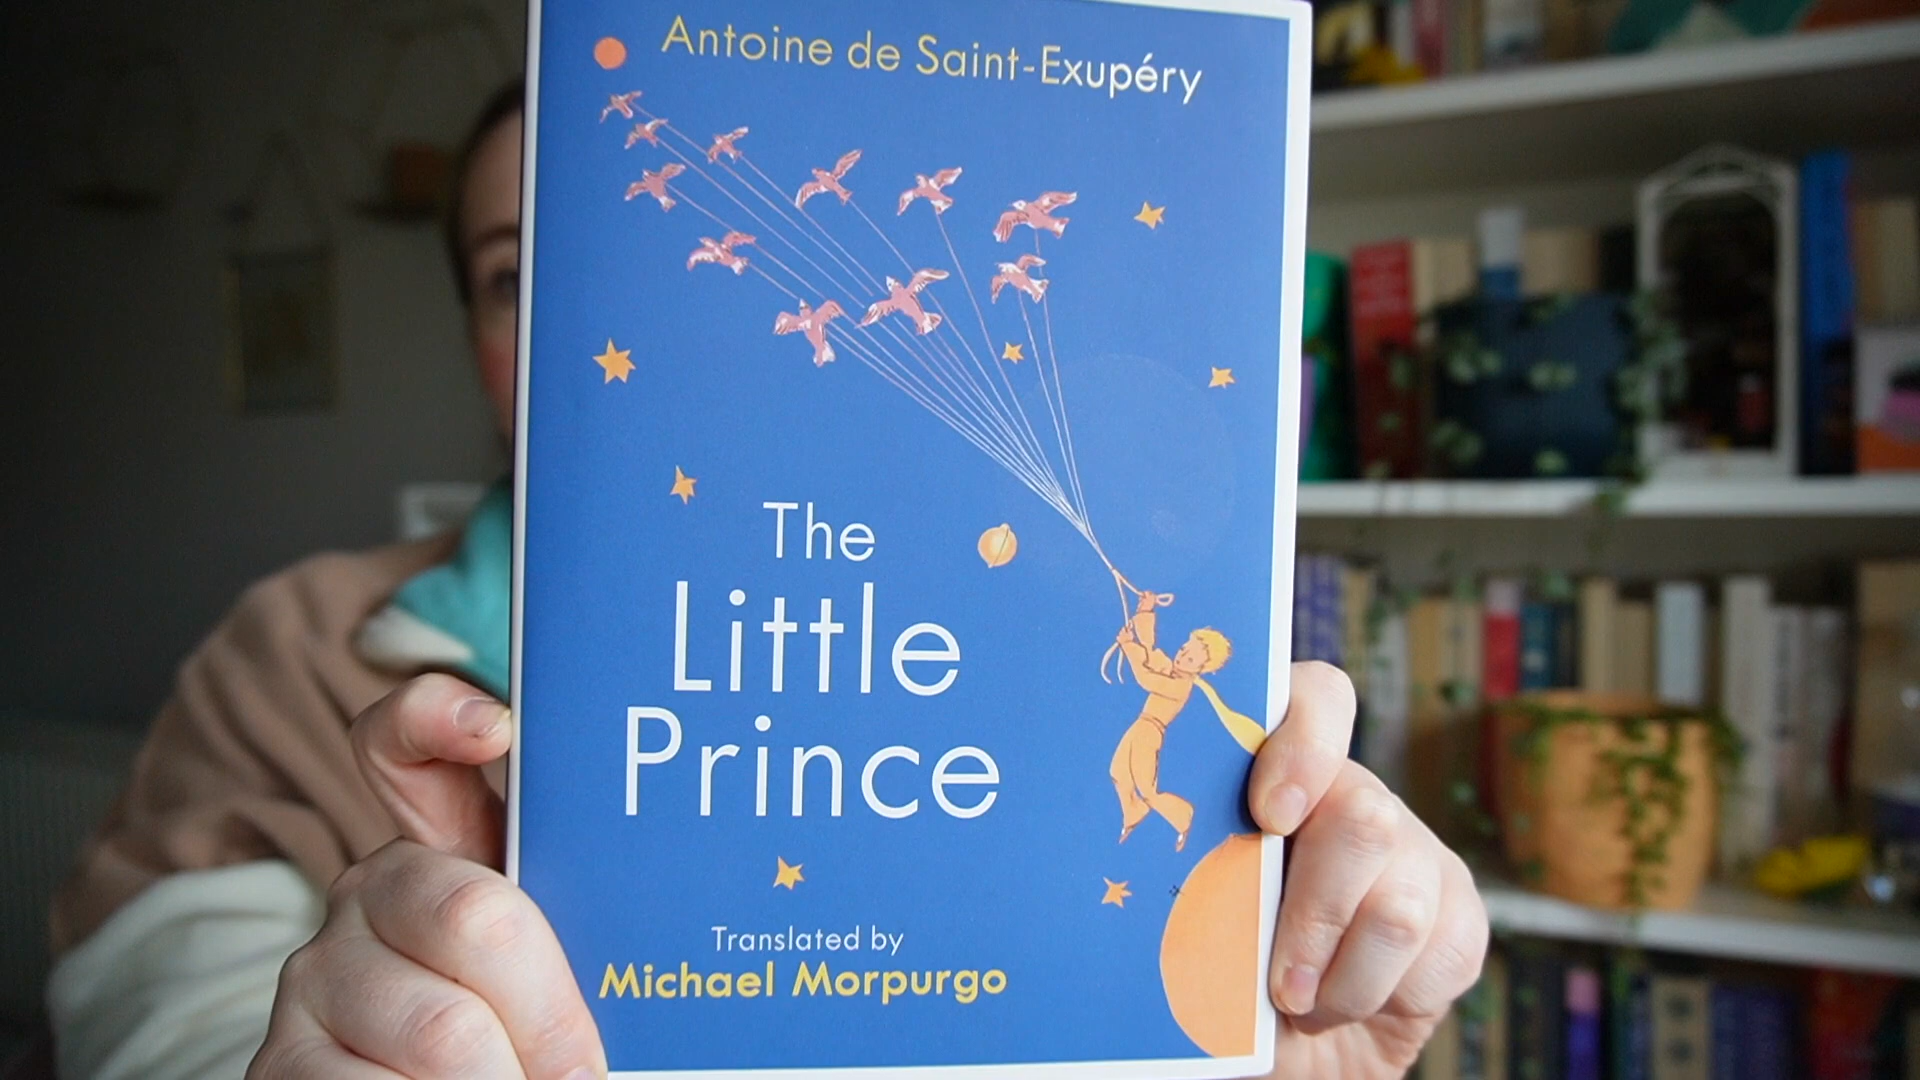 Antoine de Saint-Exupéry
The
Little
Prince
Translated by
Michael Morpurgo